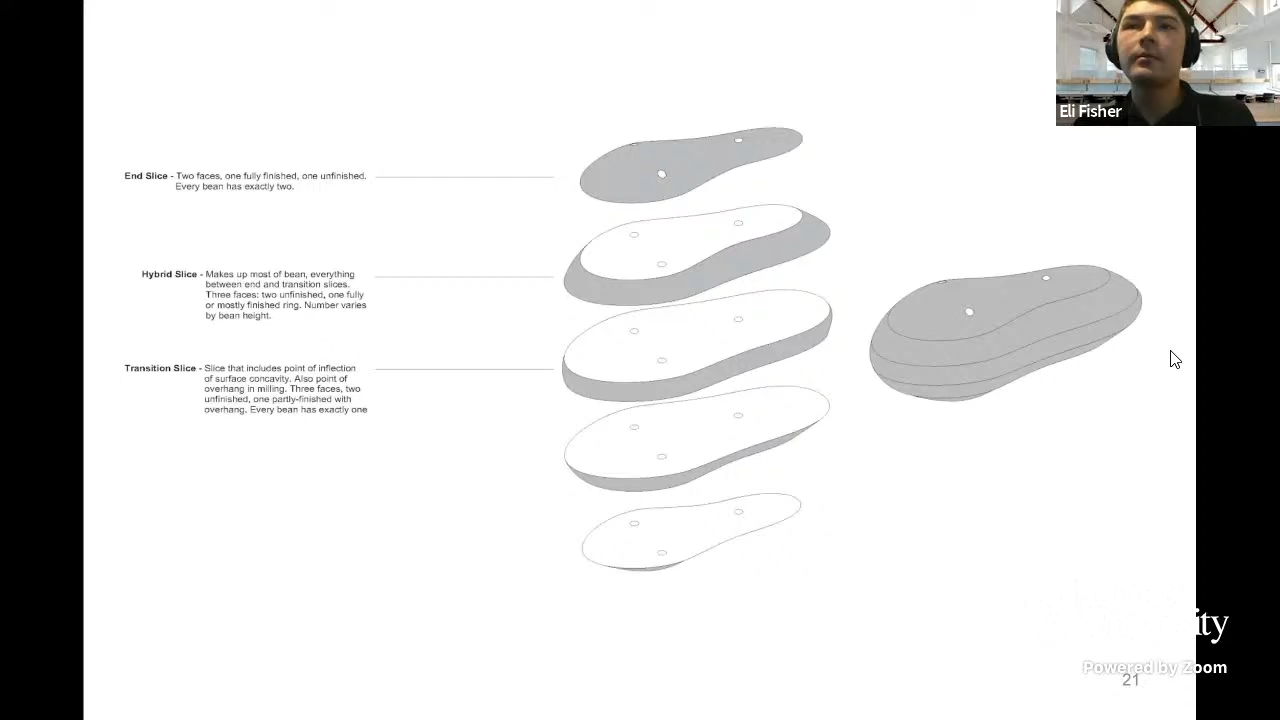 Eli Fisher
End Slice - Two faces, one fully finished, one unfinished.
Every bean has exactly two.
Hybrid Slice - Makes up most of bean, everything
between end and transition slices.
Three faces: two unfinished, one fully
or mostly finished ring. Number varies
by bean height.
Transition Slice - Slice that includes point of inflection
of surface concavity. Also point of
overhang in milling. Three faces, two
unfinished, one partly-finished with
overhang. Every bean has exactly one
Powered by Zoom
21